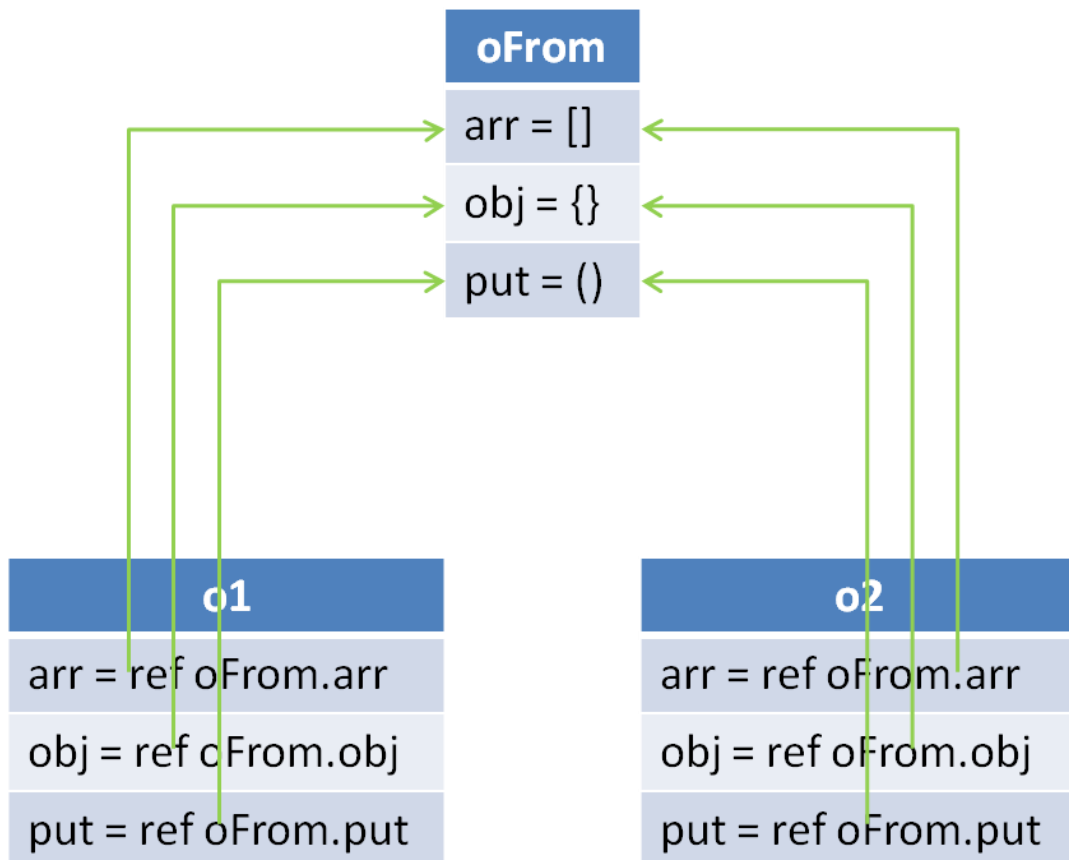 oFrom
arr = []
obj = {}
put = ()
o1
arr = ref oFrom.arr
obj = ref oFrom.obj
put = ref oFrom.put
o2
arr = ref oFrom.arr
obj = ref oFrom.obj
put = ref oFrom.put